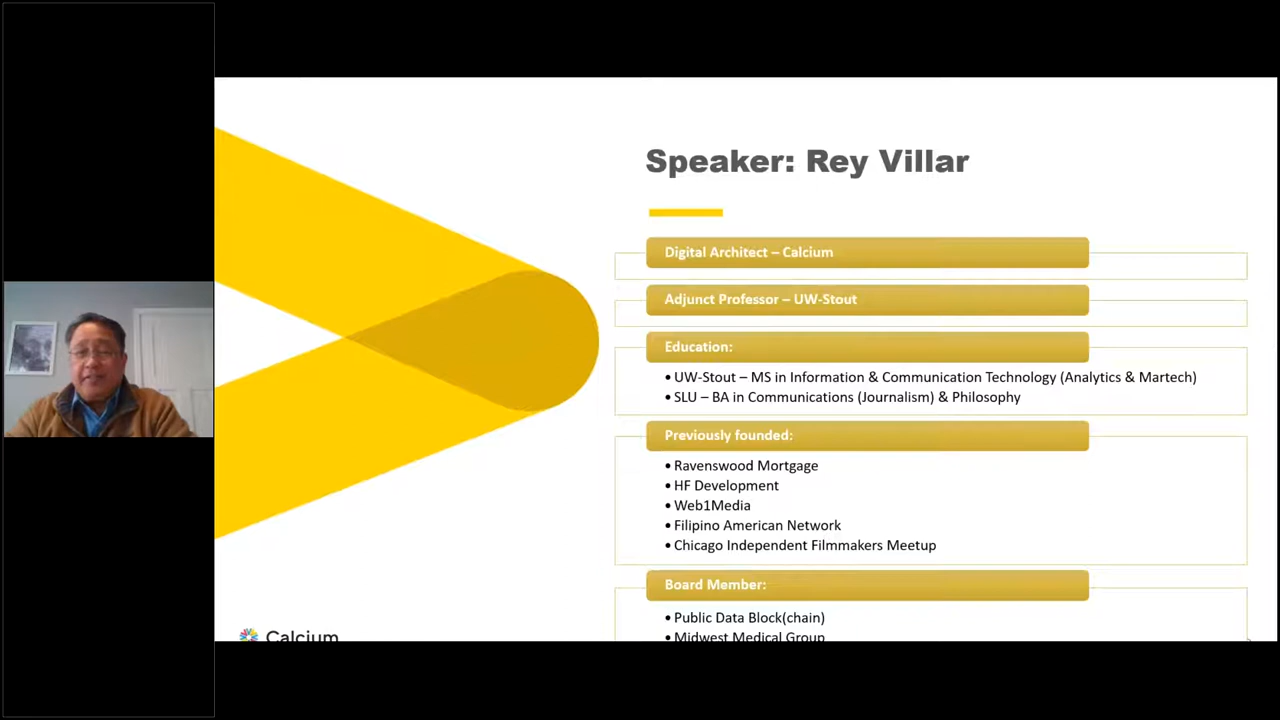 Speaker: Rey Villar
Digital Architect – Calcium
Adjunct Professor – UW-Stout
Education:
• UW-Stout – MS in Information & Communication Technology (Analytics & Martech)
• SLU – BA in Communications (Journalism) & Philosophy
Previously founded:
• Ravenswood Mortgage
• HF Development
• Web1Media
• Filipino American Network
• Chicago Independent Filmmakers Meetup
Board Member:
• Public Data Block(chain)
• Midwest Medical Group
Calcium